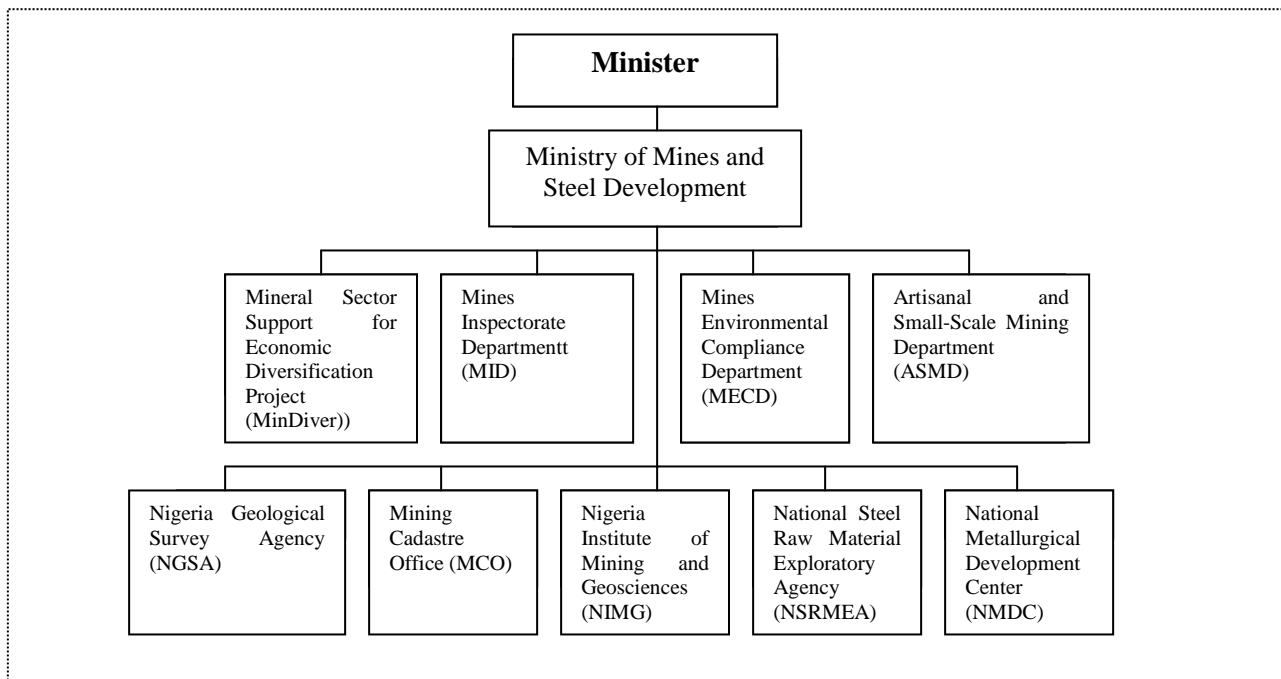 Minister
Ministry of Mines and
Steel Development
Mineral Sector
Support for
Economic
Diversification
Project
(MinDiver))
Mines
Inspectorate
Departmentt
(MID)
Mines
Environmental
Compliance
Department
(MECD)
Artisanal and
Small-Scale Mining
Department
(ASMD)
Nigeria Geological
Survey Agency
(NGSA)
Mining
Cadastre
Office (MCO)
Nigeria
Institute of
Mining and
Geosciences
(NIMG)
National Steel
Raw Material
Exploratory
Agency
(NSRMEA)
National
Metallurgical
Development
Center
(NMDC)